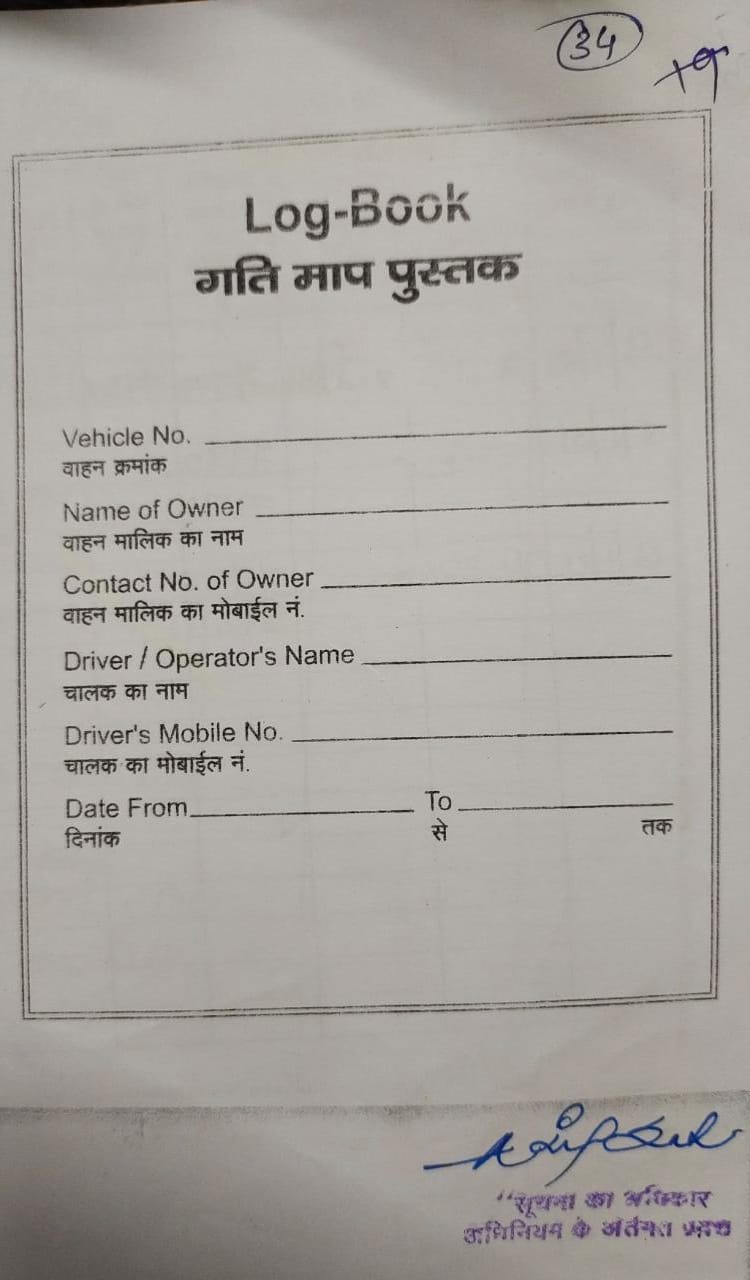 34
Log-Book
गति माप पुस्तक
Vehicle No.
वाहन क्रमांक
Name of Owner
वाहन मालिक का नाम
Contact No. of Owner
वाहन मालिक का मोबाईल नं.
Driver / Operator's Name
चालक का नाम
Driver's Mobile No.
चालक का मोबाईल नं.
Date From To
दिनांक से तक
"सूचना का अधिकार
अधिनियम के अंतर्गत